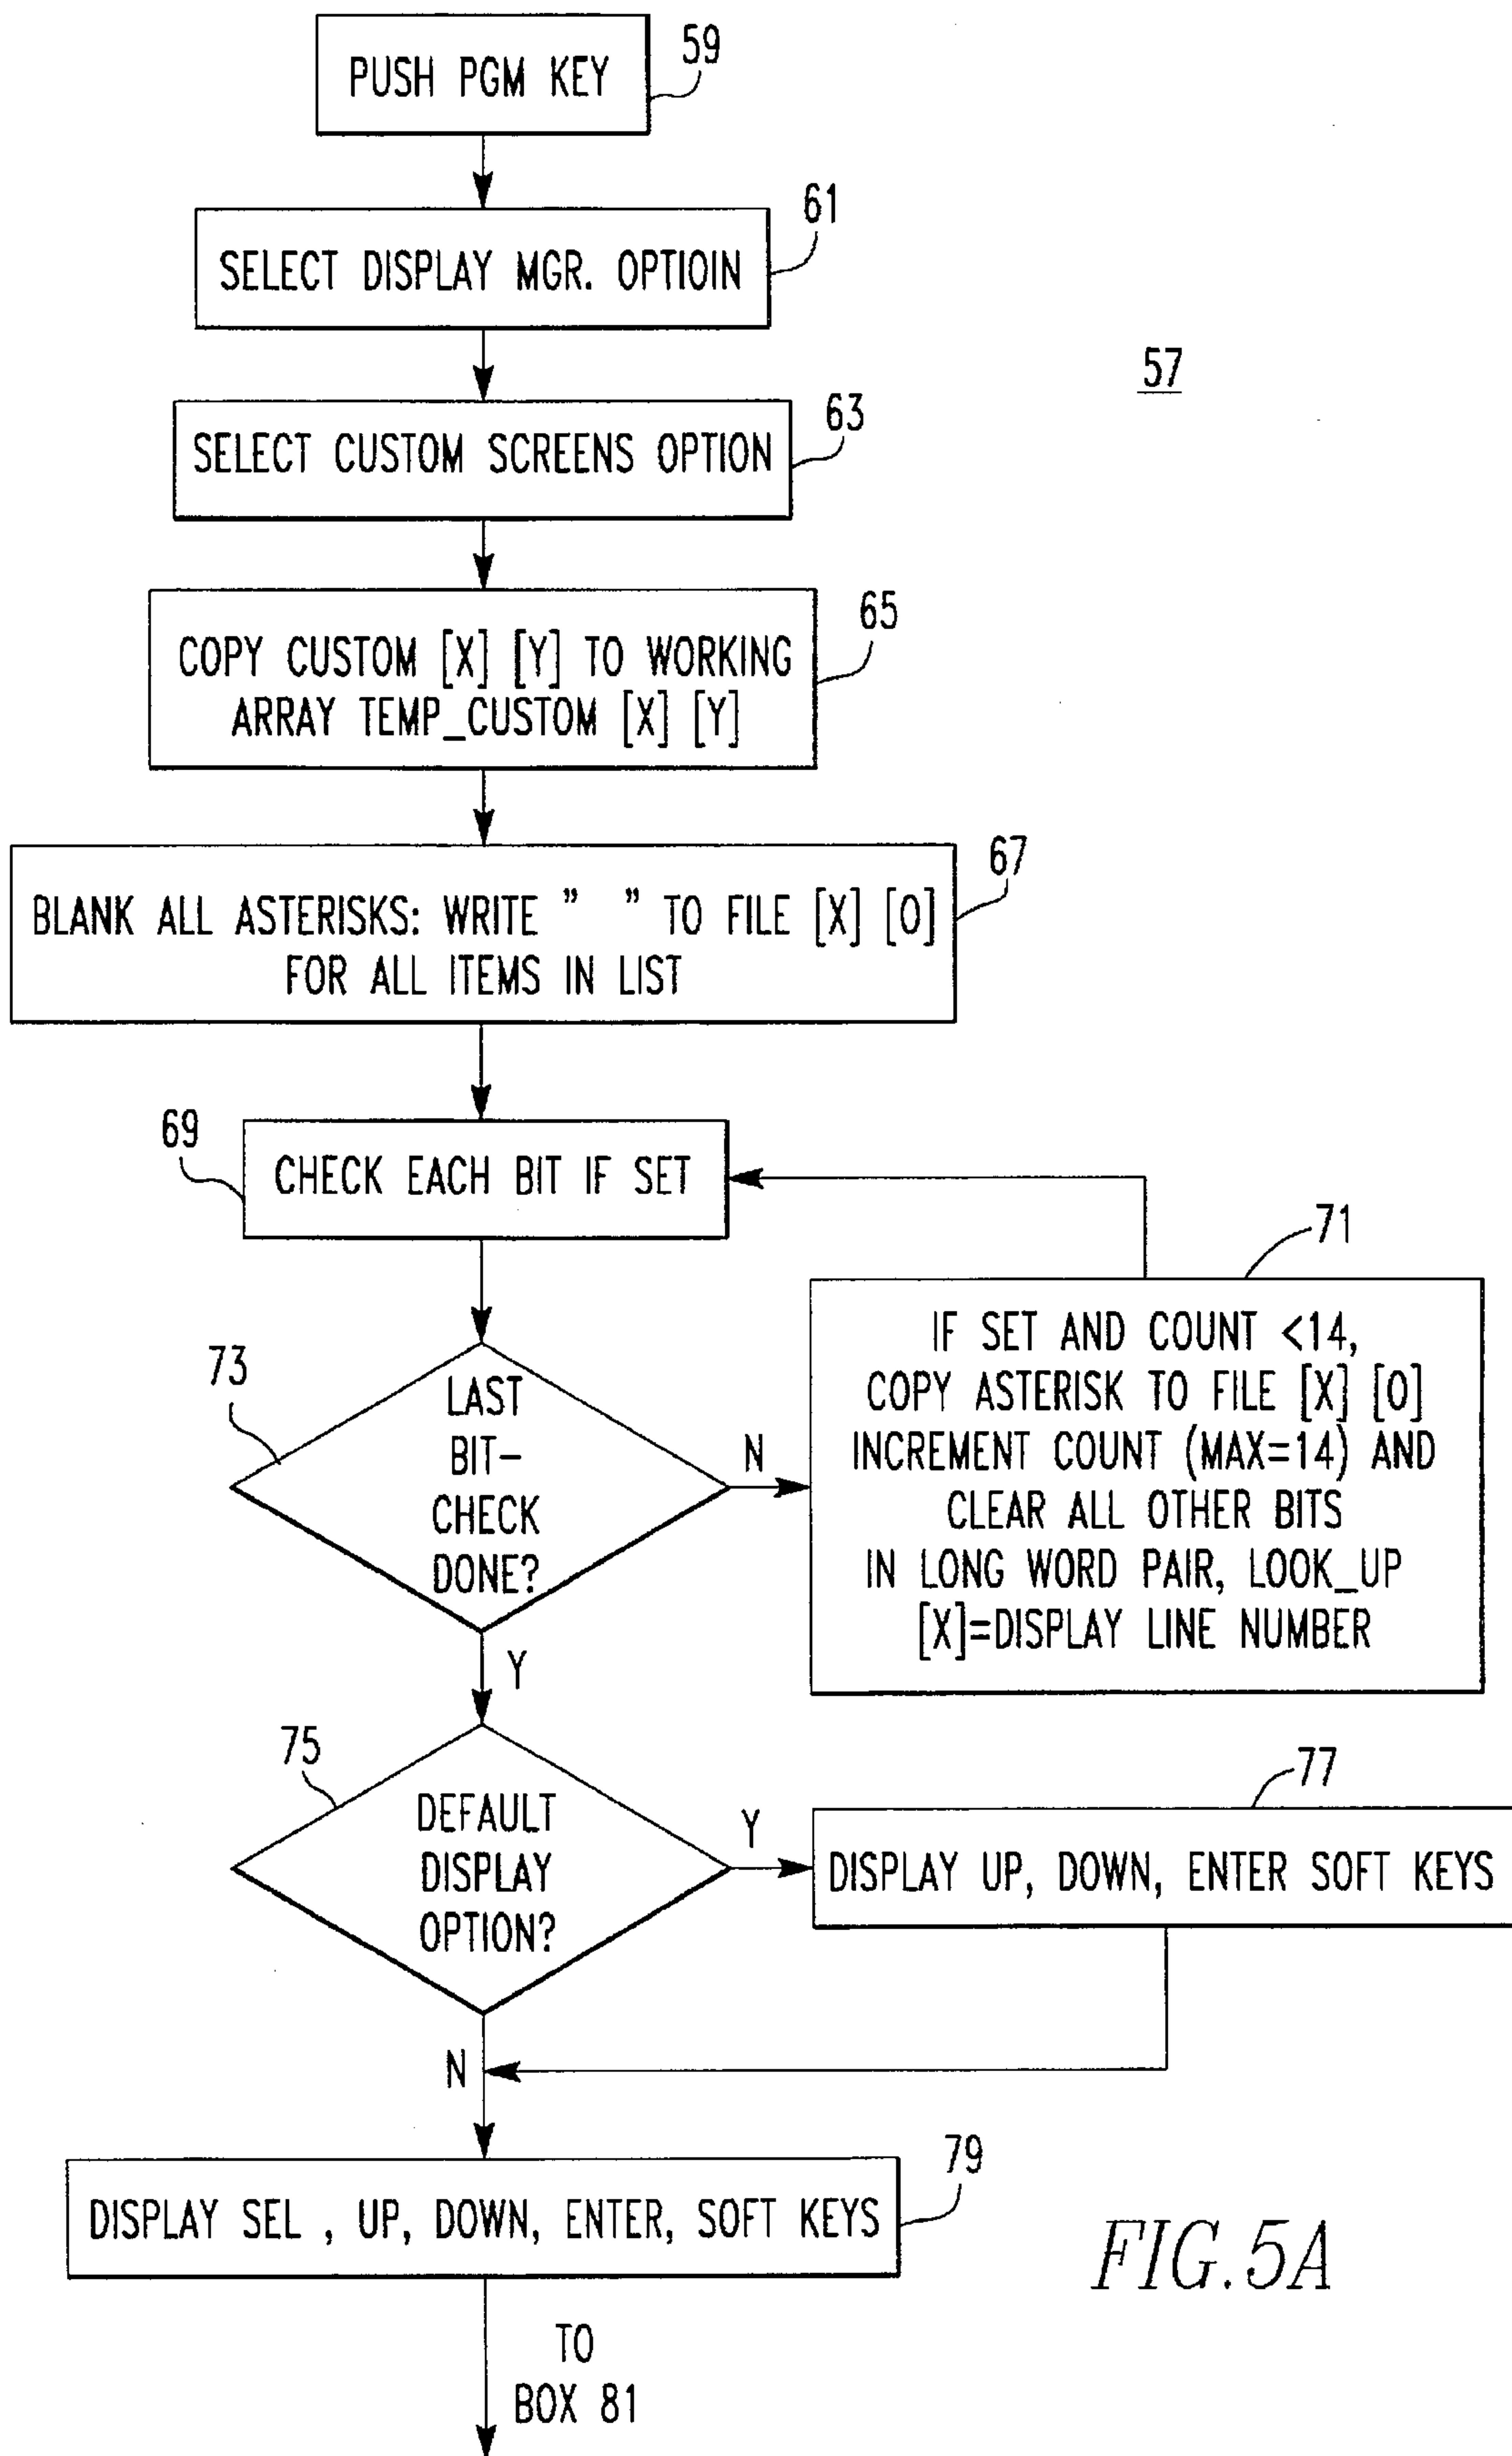 PUSH PGM KEY
59
SELECT DISPLAY MGR. OPTIOIN
61
57
SELECT CUSTOM SCREENS OPTION
63
COPY CUSTOM [X] [Y] TO WORKING
ARRAY TEMP_CUSTOM [X] [Y]
65
BLANK ALL ASTERISKS: WRITE ” ” TO FILE [X] [0]
FOR ALL ITEMS IN LIST
67
69
CHECK EACH BIT IF SET
71
IF SET AND COUNT <14,
COPY ASTERISK TO FILE [X] [0]
INCREMENT COUNT (MAX=14) AND
CLEAR ALL OTHER BITS
IN LONG WORD PAIR, LOOK_UP
[X]=DISPLAY LINE NUMBER
73
LAST
BIT-
CHECK
DONE?
N
Y
75
DEFAULT
DISPLAY
OPTION?
Y
77
DISPLAY UP, DOWN, ENTER SOFT KEYS
N
79
DISPLAY SEL , UP, DOWN, ENTER, SOFT KEYS
TO
BOX 81
FIG.5A